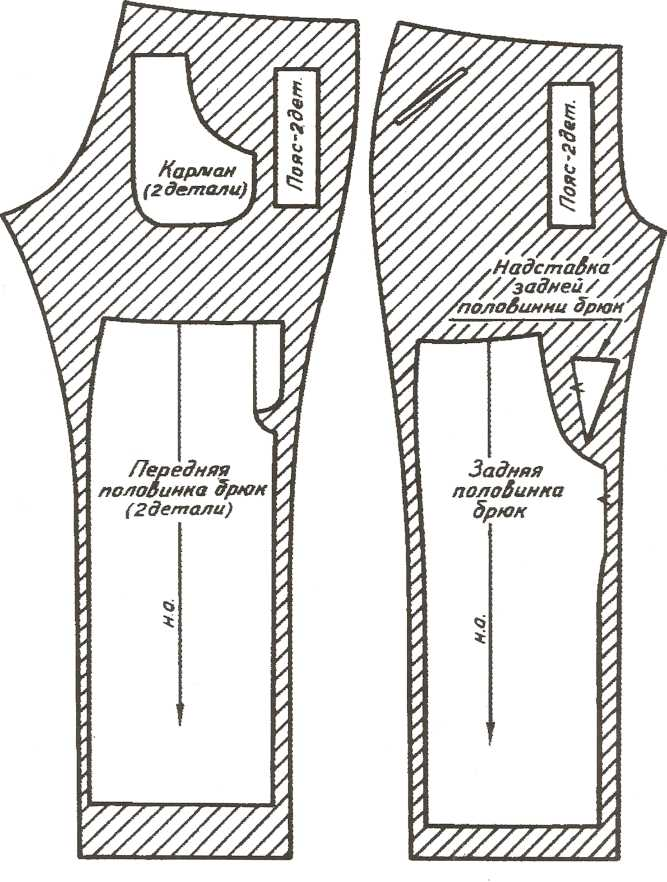 Карман
(2детали)
Пояс-2дет.
Передняя
половинка брюк
(2детали)
н.о.
Пояс-2дет.
Надставка
задней
половинки брюк
Задняя
половинка
брюк
н.о.